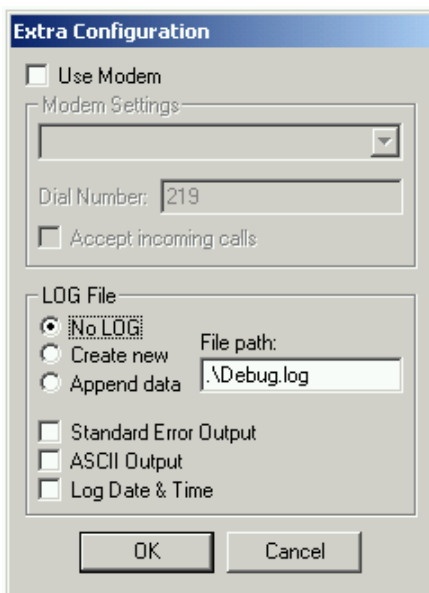 Extra Configuration
Use Modem
Modem Settings
Dial Number: 219
Accept incoming calls
LOG File
No LOG
Create new
Append data
File path:
.\Debug.log
Standard Error Output
ASCII Output
Log Date & Time
OK
Cancel